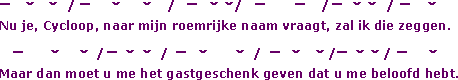 – ˘ ˘ / – ˘ ˘ / – ˘ ˘/ – – / – ˘ ˘ / – ˘
Nu je, Cycloop, naar mijn roemrijke naam vraagt, zal ik die zeggen.
– ˘ ˘ / – ˘ ˘ / – ˘ ˘ / – ˘ ˘ /– ˘ ˘ / – ˘
Maar dan moet u me het gastgeschenk geven dat u me beloofd hebt.